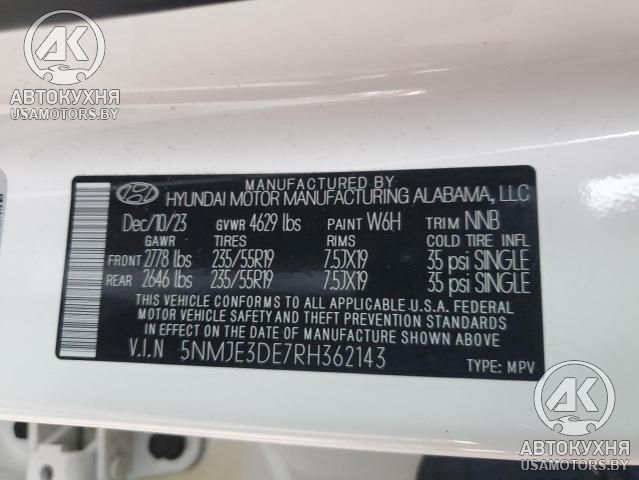 АК
АВТОКУХНЯ
USAMOTORS.BY
MANUFACTURED BY
HYUNDAI MOTOR MANUFACTURING ALABAMA, LLC
Dec/10/23 GVWR 4629 lbs PAINT W6H TRIM NNB
GAWR TIRES RIMS COLD TIRE INFL
FRONT 2778 lbs 235/55R19 7.5JX19 35 psi SINGLE
REAR 2646 lbs 235/55R19 7.5JX19 35 psi SINGLE
THIS VEHICLE CONFORMS TO ALL APPLICABLE U.S.A. FEDERAL
MOTOR VEHICLE SAFETY AND THEFT PREVENTION STANDARDS
IN EFFECT ON THE DATE OF MANUFACTURE SHOWN ABOVE
V.I.N 5NMJE3DE7RH362143 TYPE: MPV
АК
АВТОКУХНЯ
USAMOTORS.BY